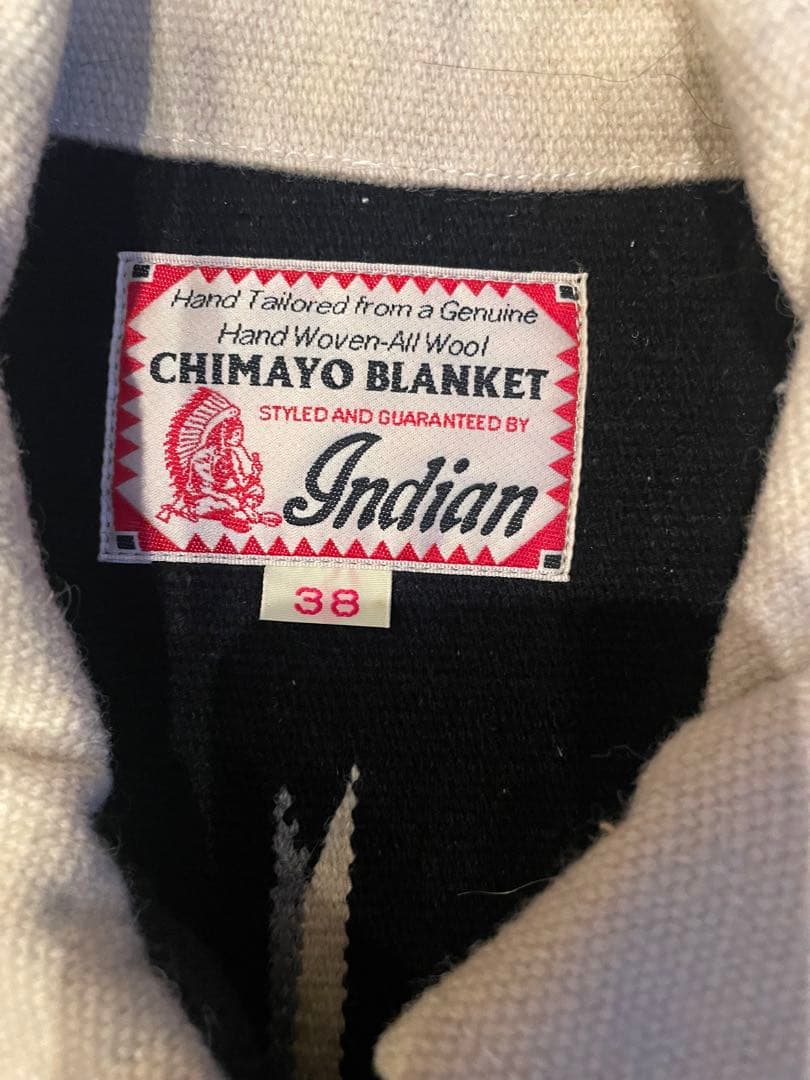 Hand Tailored from a Genuine
Hand Woven-All Wool
CHIMAYO BLANKET
STYLED AND GUARANTEED BY
Indian
38